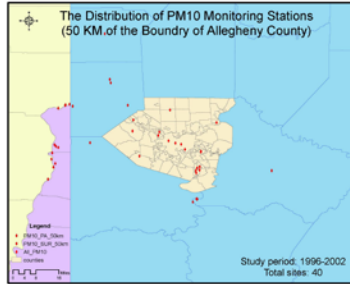 The Distribution of PM10 Monitoring Stations
(50 KM of the Boundry of Allegheny County)
Legend
PM10_PA_50km
PM10_SUR_50km
All_PM10
counties
Study period: 1996-2002
Total sites: 40